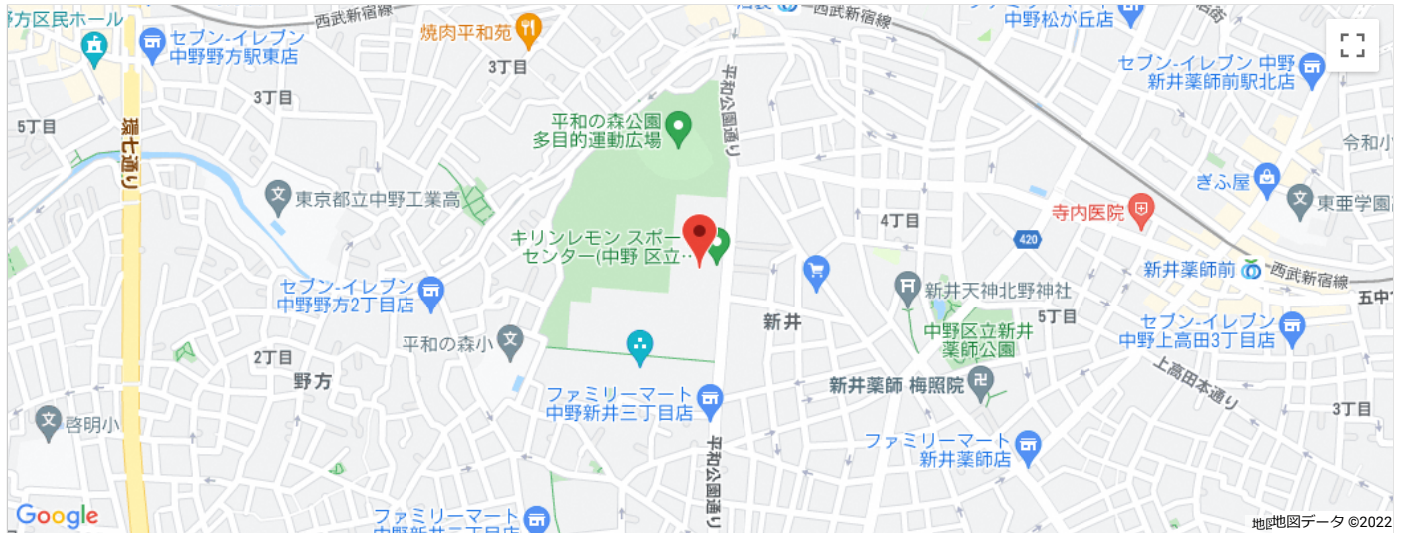 野方区民ホール
セブン-イレブン
中野野方駅東店
西武新宿線
焼肉平和苑
3丁目
西武新宿線
中野松が丘店
セブン-イレブン 中野
新井薬師前駅北店
3丁目
5丁目
環七通り
平和の森公園
多目的運動広場
平和公園通り
令和小
東京都立中野工業高
ぎふ屋
東亜学園
寺内医院
4丁目
420
キリンレモン スポー
センター(中野 区立…
新井薬師前
西武新宿線
セブン-イレブン
中野野方2丁目店
新井天神北野神社
5丁目
五中
新井
中野区立新井
薬師公園
セブン-イレブン
中野上高田3丁目店
平和の森小
2丁目
野方
新井薬師 梅照院
上高田本通り
ファミリーマート
中野新井三丁目店
3丁目
啓明小
ファミリーマート
新井薬師店
平和公園通り
Google
ファミリーマート
中野新井二丁目店
地図データ ©2022